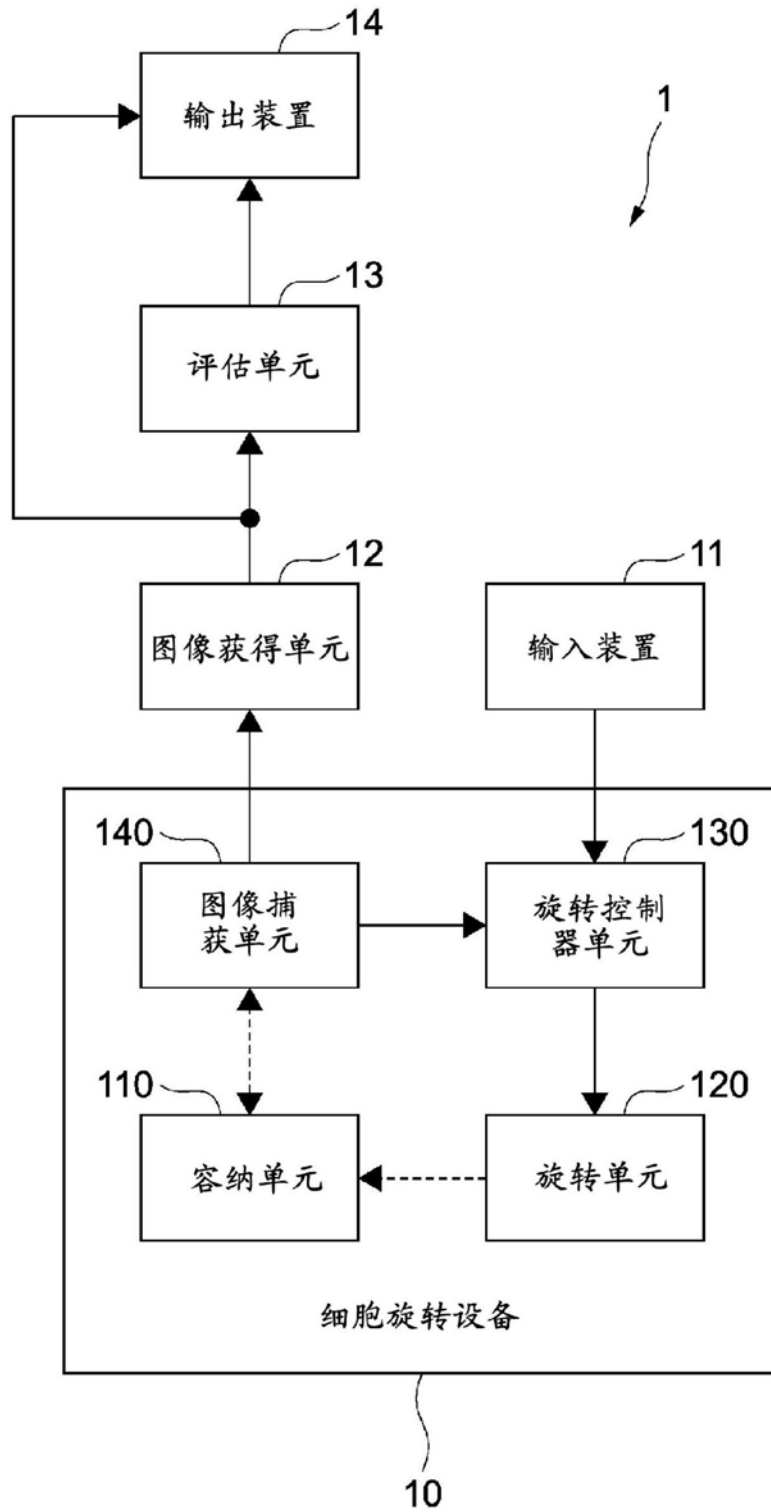 14
输出装置
1
13
评估单元
12
图像获得单元
11
输入装置
140
图像捕
获单元
130
旋转控制
器单元
110
容纳单元
120
旋转单元
细胞旋转设备
10